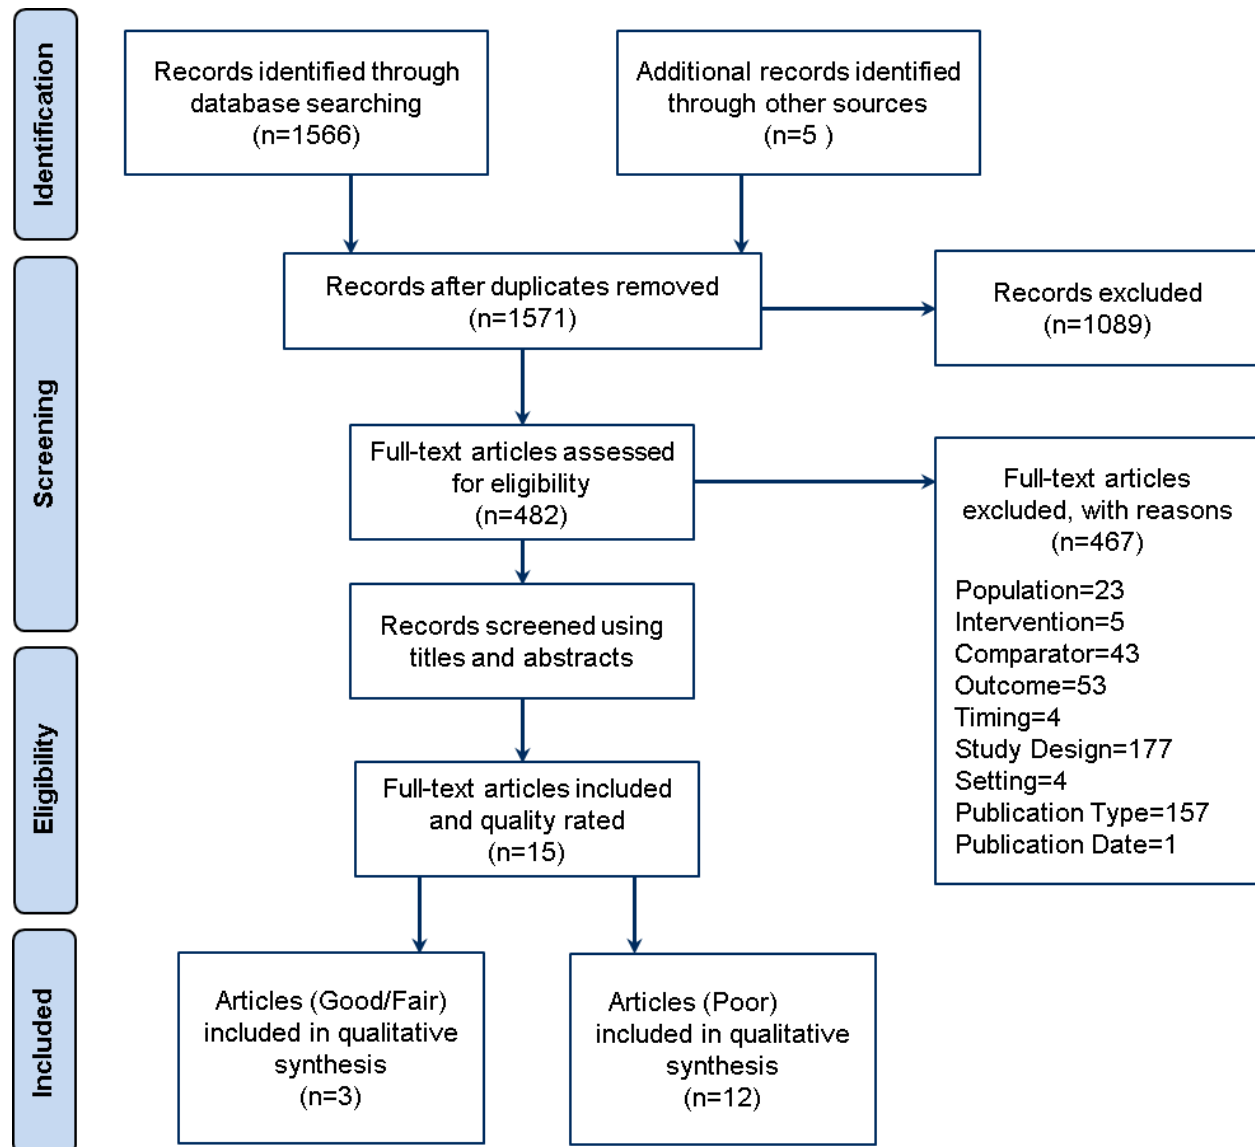 Identification
Records identified through
database searching
(n=1566)
Additional records identified
through other sources
(n=5 )
Screening
Records after duplicates removed
(n=1571)
Records excluded
(n=1089)
Full-text articles assessed
for eligibility
(n=482)
Full-text articles
excluded, with reasons
(n=467)
Population=23
Intervention=5
Comparator=43
Outcome=53
Timing=4
Study Design=177
Setting=4
Publication Type=157
Publication Date=1
Records screened using
titles and abstracts
Eligibility
Full-text articles included
and quality rated
(n=15)
Included
Articles (Good/Fair)
included in qualitative
synthesis
(n=3)
Articles (Poor)
included in qualitative
synthesis
(n=12)